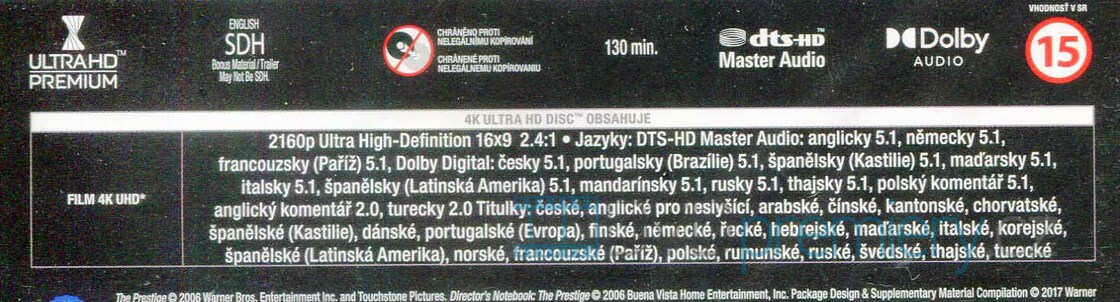 VHODNOSŤ V SR
ULTRA HD™
PREMIUM
ENGLISH
SDH
Bonus Material/Trailer
May Not Be SDH.
CHRÁNĚNO PROTI
NELEGÁLNÍMU KOPÍROVÁNÍ
CHRÁNENÉ PROTI
NELEGÁLNEMU KOPÍROVANIU
130 min.
dts-HD
Master Audio
Dolby
AUDIO
15
4K ULTRA HD DISC™ OBSAHUJE
FILM 4K UHD*
2160p Ultra High-Definition 16x9 2.4:1 • Jazyky: DTS-HD Master Audio: anglicky 5.1, německy 5.1,
francouzsky (Paříž) 5.1, Dolby Digital: česky 5.1, portugalsky (Brazílie) 5.1, španělsky (Kastilie) 5.1, maďarsky 5.1,
italsky 5.1, španělsky (Latinská Amerika) 5.1, mandarínsky 5.1, rusky 5.1, thajsky 5.1, polský komentář 5.1,
anglický komentář 2.0, turecky 2.0 Titulky: české, anglické pro neslyšící, arabské, čínské, kantonské, chorvatské,
španělské (Kastilie), dánské, portugalské (Evropa), finské, německé, řecké, hebrejské, maďarské, italské, korejské,
španělské (Latinská Amerika), norské, francouzské (Paříž), polské, rumunské, ruské, švédské, thajské, turecké
The Prestige © 2006 Warner Bros. Entertainment Inc. and Touchstone Pictures. Director's Notebook: The Prestige © 2006 Buena Vista Home Entertainment, Inc. Package Design & Supplementary Material Compilation © 2017 Warner